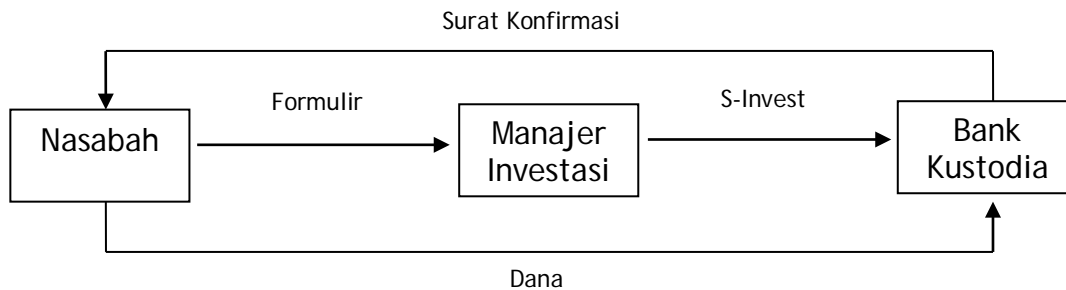 Surat Konfirmasi
Formulir
S-Invest
Nasabah
Manajer
Investasi
Bank
Kustodia
Dana